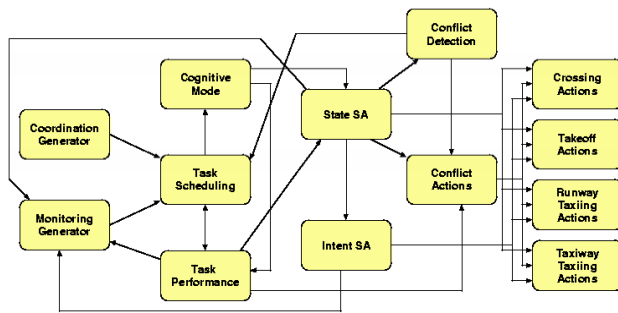 Conflict
Detection
Cognitive
Mode
Crossing
Actions
State SA
Coordination
Generator
Takeoff
Actions
Task
Scheduling
Conflict
Actions
Runway
Taxiing
Actions
Monitoring
Generator
Intent SA
Task
Performance
Taxiway
Taxiing
Actions